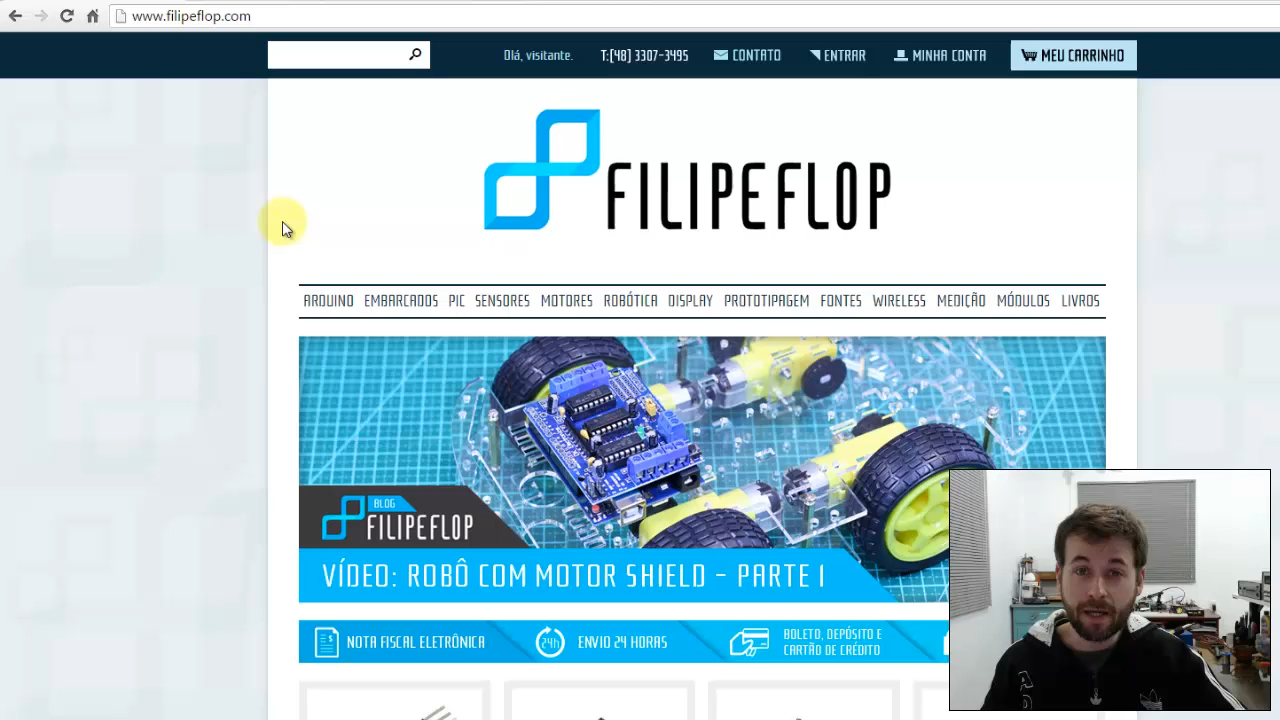 www.filipeflop.com
Olá, visitante. T:[48] 3307-3495 CONTATO ENTRAR MINHA CONTA MEU CARRINHO
FILIPEFLOP
ARDUINO EMBARCADOS PIC SENSORES MOTORES ROBÓTICA DISPLAY PROTOTIPAGEM FONTES WIRELESS MEDIÇÃO MÓDULOS LIVROS
BLOG
FILIPEFLOP
VÍDEO: ROBÔ COM MOTOR SHIELD - PARTE 1
NOTA FISCAL ELETRÔNICA
24h
ENVIO 24 HORAS
BOLETO, DEPÓSITO E
CARTÃO DE CRÉDITO